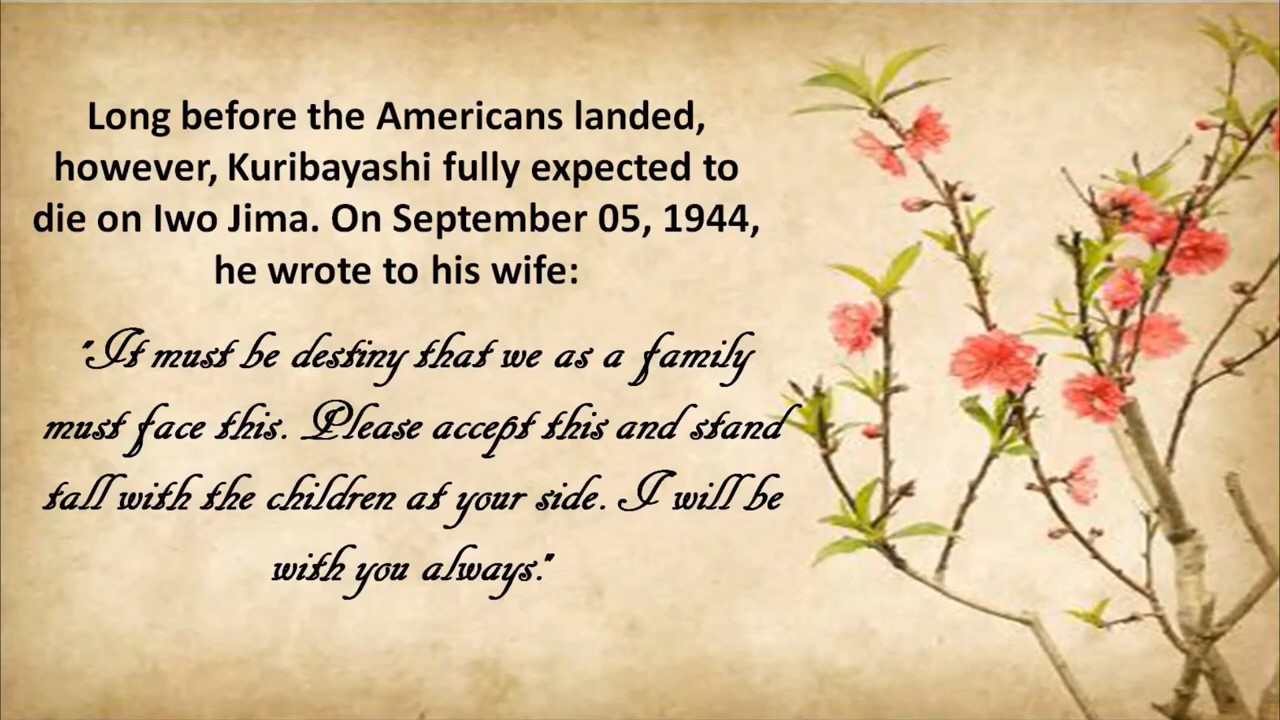 Long before the Americans landed,
however, Kuribayashi fully expected to
die on Iwo Jima. On September 05, 1944,
he wrote to his wife:
"It must be destiny that we as a family
must face this. Please accept this and stand
tall with the children at your side. I will be
with you always."